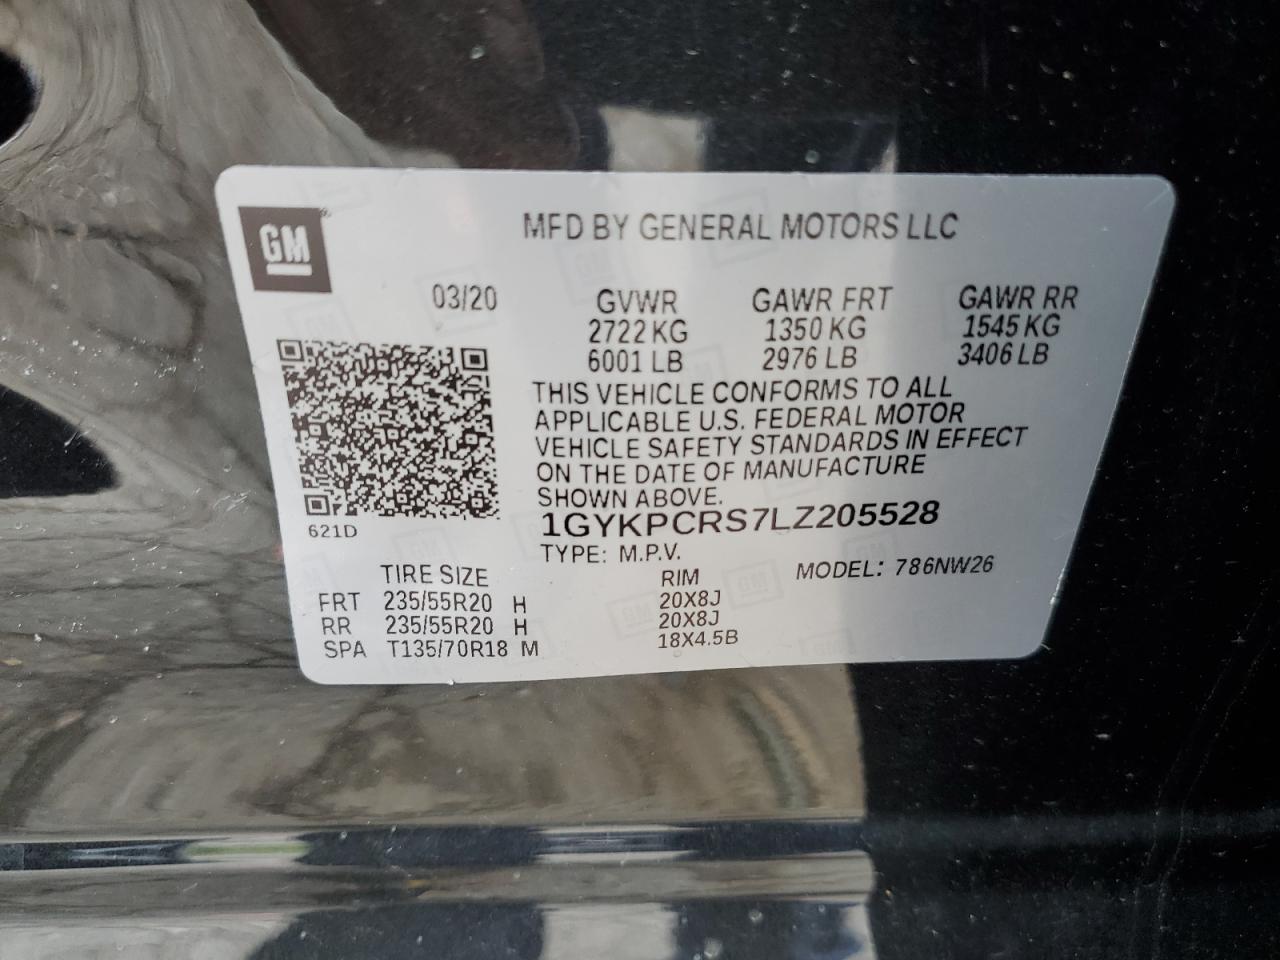 MFD BY GENERAL MOTORS LLC
GM®
03/20 GVWR GAWR FRT GAWR RR
2722 KG 1350 KG 1545 KG
6001 LB 2976 LB 3406 LB
THIS VEHICLE CONFORMS TO ALL
APPLICABLE U.S. FEDERAL MOTOR
VEHICLE SAFETY STANDARDS IN EFFECT
ON THE DATE OF MANUFACTURE
SHOWN ABOVE.
1GYKPCRS7LZ205528
621D
TYPE: M.P.V. MODEL: 786NW26
TIRE SIZE RIM
FRT 235/55R20 H 20X8J
RR 235/55R20 H 20X8J
SPA T135/70R18 M 18X4.5B